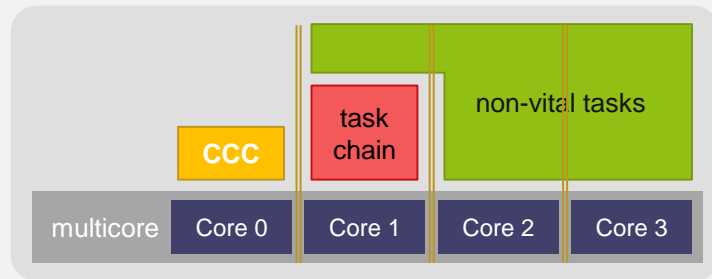 non-vital tasks
task
chain
CCC
multicore
Core 0
Core 1
Core 2
Core 3